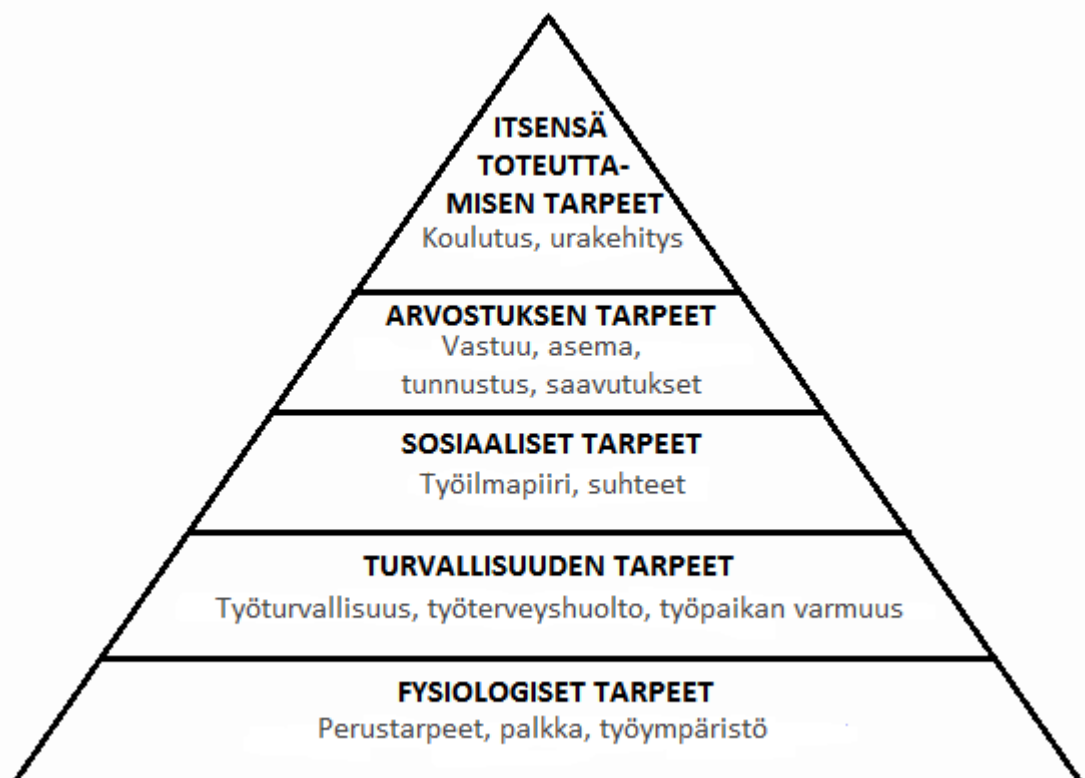 ITSENSÄ
TOTEUTTA-
MISEN TARPEET
Koulutus, urakehitys
ARVOSTUKSEN TARPEET
Vastuu, asema,
tunnustus, saavutukset
SOSIAALISET TARPEET
Työilmapiiri, suhteet
TURVALLISUUDEN TARPEET
Työturvallisuus, työterveyshuolto, työpaikan varmuus
FYSIOLOGISET TARPEET
Perustarpeet, palkka, työympäristö